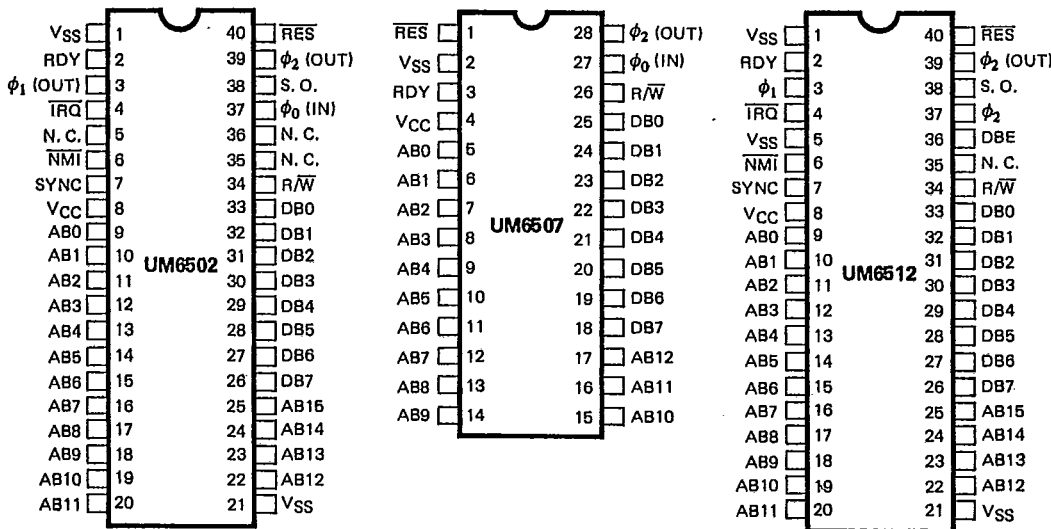 VSS 1 40 RES
RDY 2 39 ϕ2 (OUT)
ϕ1 (OUT) 3 38 S. O.
IRQ 4 37 ϕ0 (IN)
N. C. 5 36 N. C.
NMI 6 35 N. C.
SYNC 7 34 R/W
VCC 8 33 DB0
AB0 9 32 DB1
AB1 10 31 DB2
UM6502
AB2 11 30 DB3
AB3 12 29 DB4
AB4 13 28 DB5
AB5 14 27 DB6
AB6 15 26 DB7
AB7 16 25 AB15
AB8 17 24 AB14
AB9 18 23 AB13
AB10 19 22 AB12
AB11 20 21 VSS
RES 1 28 ϕ2 (OUT)
VSS 2 27 ϕ0 (IN)
RDY 3 26 R/W
VCC 4 25 DB0
AB0 5 24 DB1
AB1 6 23 DB2
AB2 7 22 DB3
UM6507
AB3 8 21 DB4
AB4 9 20 DB5
AB5 10 19 DB6
AB6 11 18 DB7
AB7 12 17 AB12
AB8 13 16 AB11
AB9 14 15 AB10
VSS 1 40 RES
RDY 2 39 ϕ2 (OUT)
ϕ1 3 38 S. O.
IRQ 4 37 ϕ2
VSS 5 36 DBE
NMI 6 35 N. C.
SYNC 7 34 R/W
VCC 8 33 DB0
AB0 9 32 DB1
AB1 10 31 DB2
UM6512
AB2 11 30 DB3
AB3 12 29 DB4
AB4 13 28 DB5
AB5 14 27 DB6
AB6 15 26 DB7
AB7 16 25 AB15
AB8 17 24 AB14
AB9 18 23 AB13
AB10 19 22 AB12
AB11 20 21 VSS